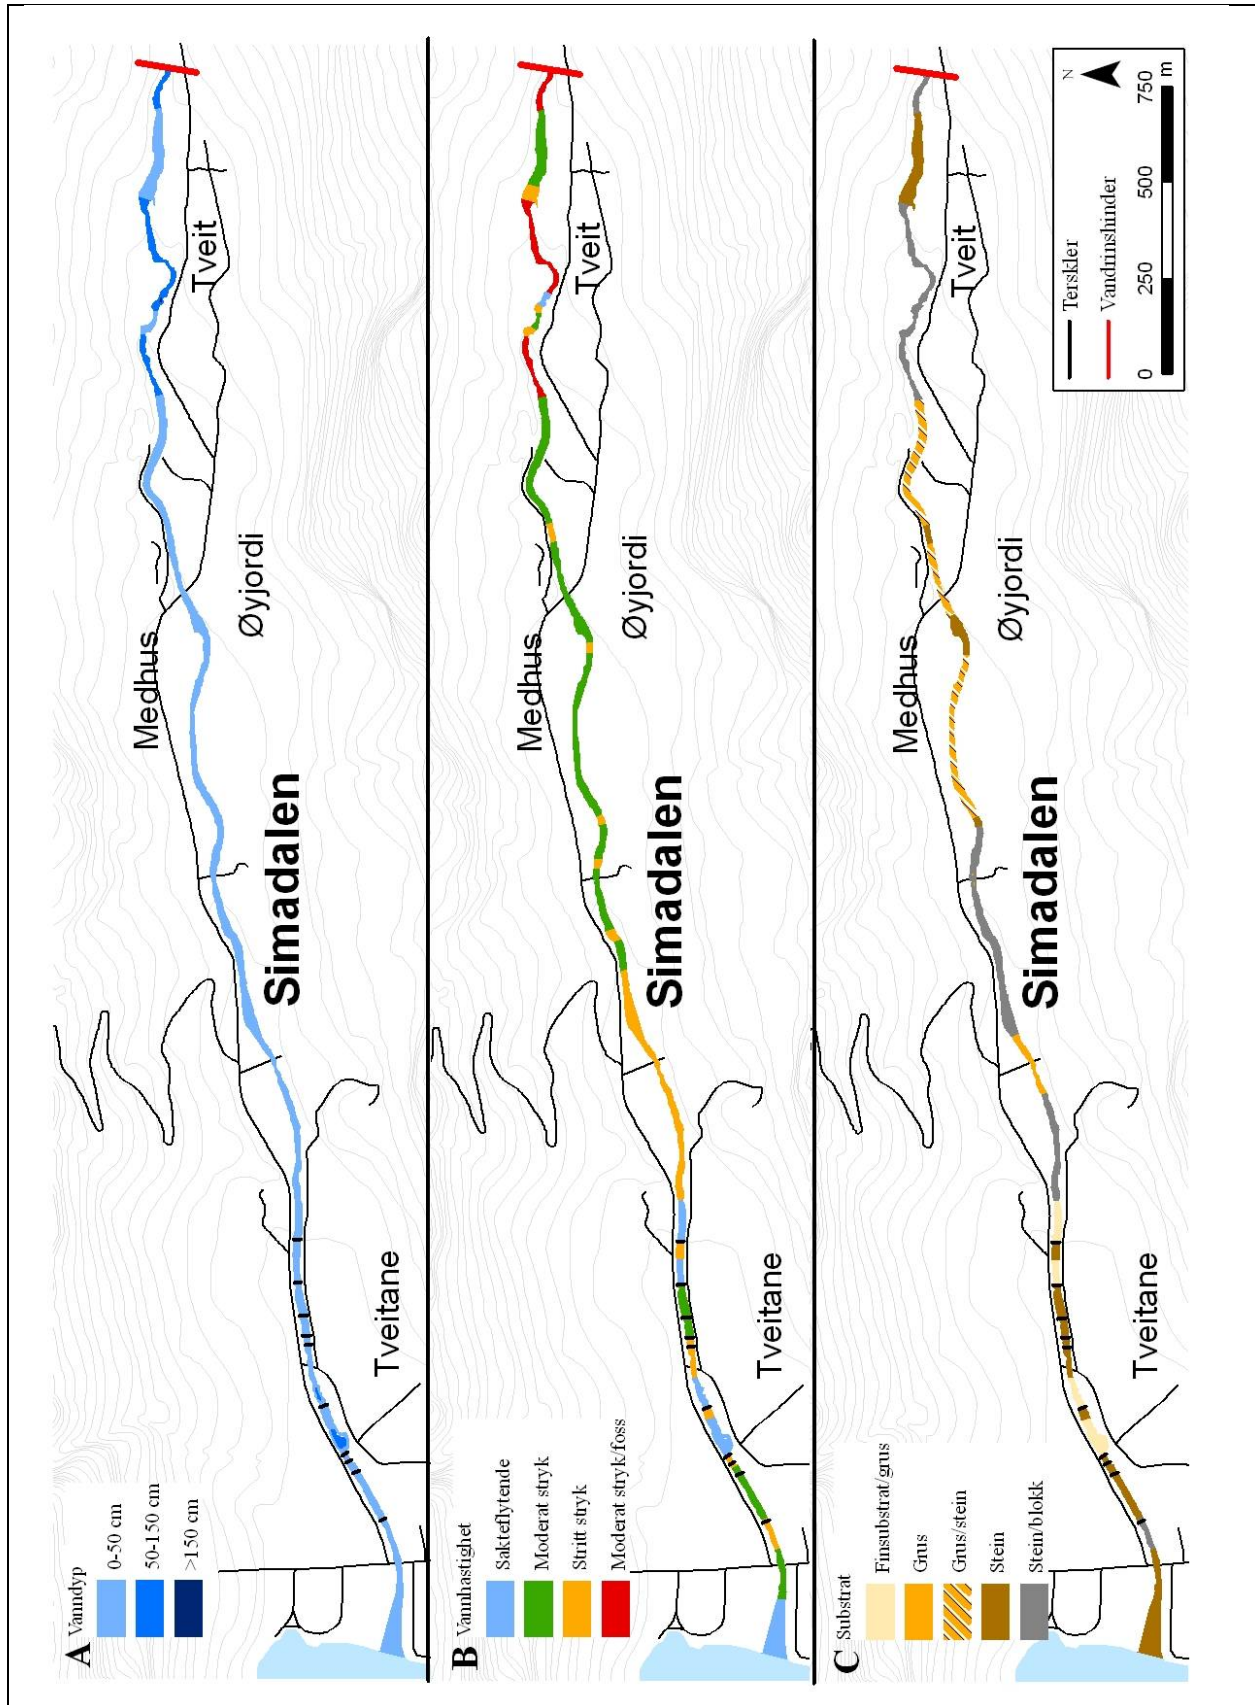 A Vanndyp
0-50 cm
50-150 cm
>150 cm
Tveitane
Simadalen
Medhus
Øyjordi
Tveit
B Vannhastighet
Sakteflytende
Moderat stryk
Stritt stryk
Moderat stryk/foss
Tveitane
Simadalen
Medhus
Øyjordi
Tveit
C Substrat
Finsubstrat/grus
Grus
Grus/stein
Stein
Stein/blokk
Tveitane
Simadalen
Medhus
Øyjordi
Tveit
Terskler
Vandrinshinder
N
0 250 500 750
m